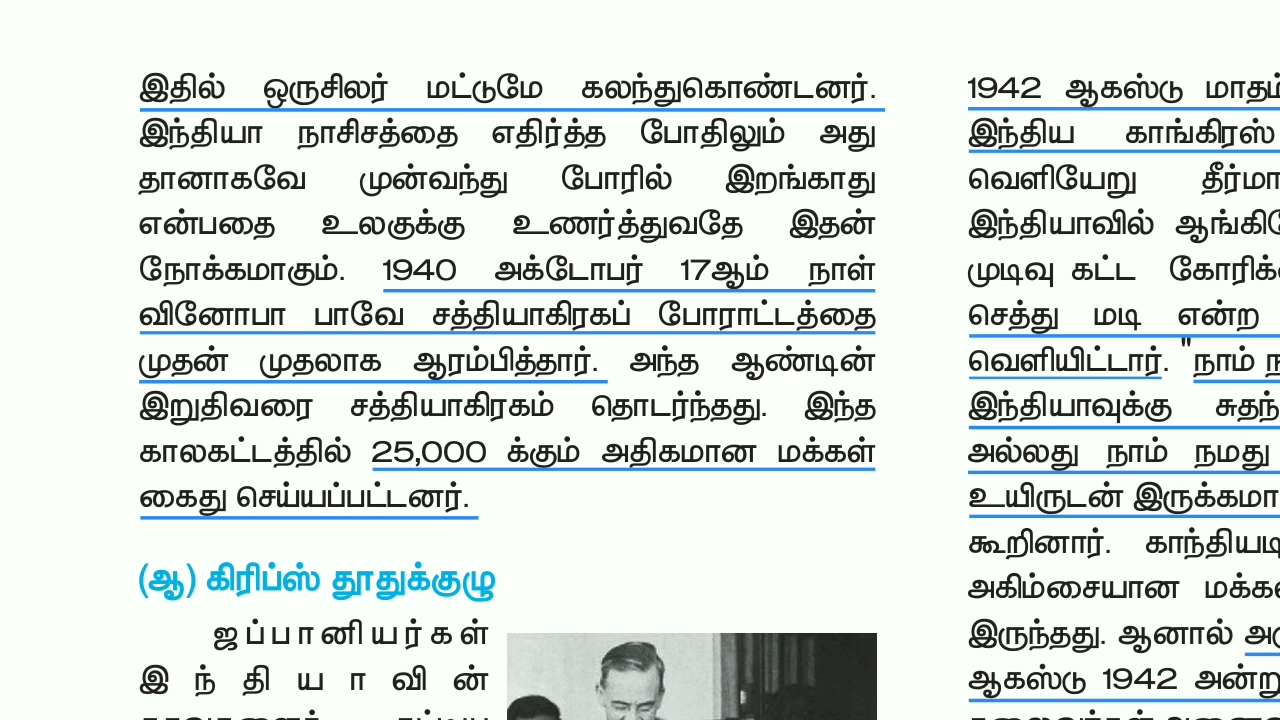 இதில் ஒருசிலர் மட்டுமே கலந்துகொண்டனர்.
இந்தியா நாசிசத்தை எதிர்த்த போதிலும் அது
தானாகவே முன்வந்து போரில் இறங்காது
என்பதை உலகுக்கு உணர்த்துவதே இதன்
நோக்கமாகும். 1940 அக்டோபர் 17ஆம் நாள்
வினோபா பாவே சத்தியாகிரகப் போராட்டத்தை
முதன் முதலாக ஆரம்பித்தார். அந்த ஆண்டின்
இறுதிவரை சத்தியாகிரகம் தொடர்ந்தது. இந்த
காலகட்டத்தில் 25,000 க்கும் அதிகமான மக்கள்
கைது செய்யப்பட்டனர்.
(ஆ) கிரிப்ஸ் தூதுக்குழு
ஜப்பானியர்கள்
இந்தியாவின்
1942 ஆகஸ்டு
இந்திய காங்கிரஸ்
வெளியேறு
இந்தியாவில்
முடிவு கட்ட
செத்து மடி என்ற
வெளியிட்டார். "நாம்
இந்தியாவுக்கு
அல்லது நாம் நமது
உயிருடன்
கூறினார்.
அகிம்சையான
இருந்தது. ஆனால்
ஆகஸ்டு 1942